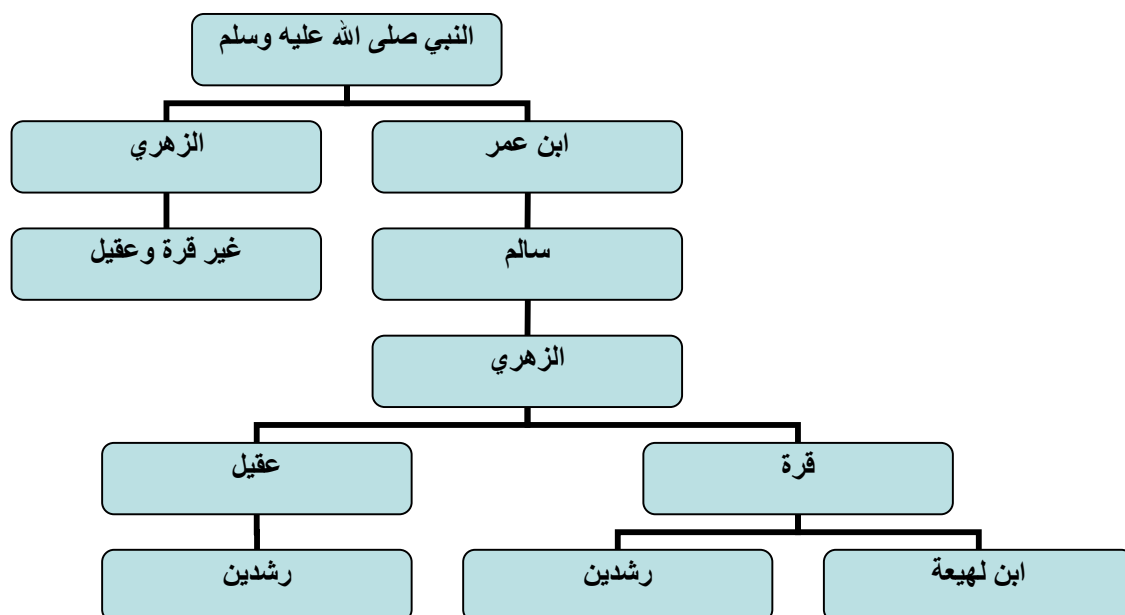 النبي صلى الله عليه وسلم
ابن عمر
الزهري
سالم
غير قرة وعقيل
الزهري
قرة
عقيل
ابن لهيعة
رشدين
رشدين